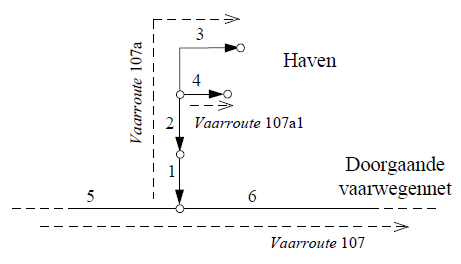 3
Haven
Vaarroute 107a
4
2
Vaarroute 107a1
1
Doorgaande
vaarwegennet
5
6
Vaarroute 107